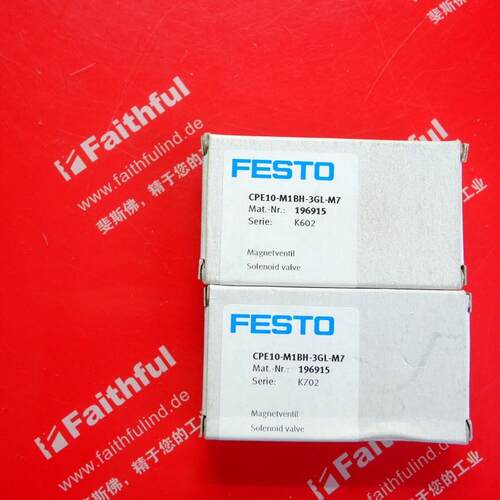 Faithful
www.faithfulind.de
斐斯佛，精于您的工业
FESTO
CPE10-M1BH-3GL-M7
Mat.-Nr.: 196915
Serie: K602
Magnetventil
Solenoid valve
FESTO
CPE10-M1BH-3GL-M7
Mat.-Nr.: 196915
Serie: K702
Magnetventil
Solenoid valve
Faithful
www.faithfulind.de
斐斯佛，精于您的工业